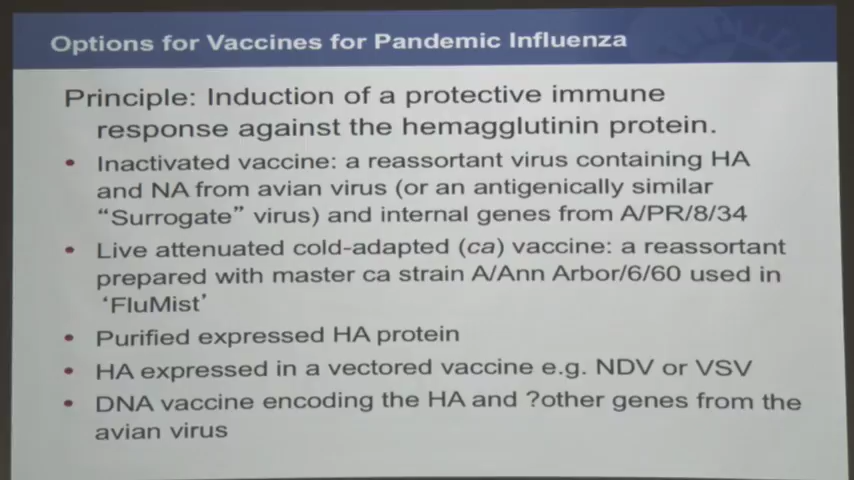 Options for Vaccines for Pandemic Influenza
Principle: Induction of a protective immune
response against the hemagglutinin protein.
• Inactivated vaccine: a reassortant virus containing HA
and NA from avian virus (or an antigenically similar
“Surrogate” virus) and internal genes from A/PR/8/34
• Live attenuated cold-adapted (ca) vaccine: a reassortant
prepared with master ca strain A/Ann Arbor/6/60 used in
‘FluMist’
• Purified expressed HA protein
• HA expressed in a vectored vaccine e.g. NDV or VSV
• DNA vaccine encoding the HA and ?other genes from the
avian virus